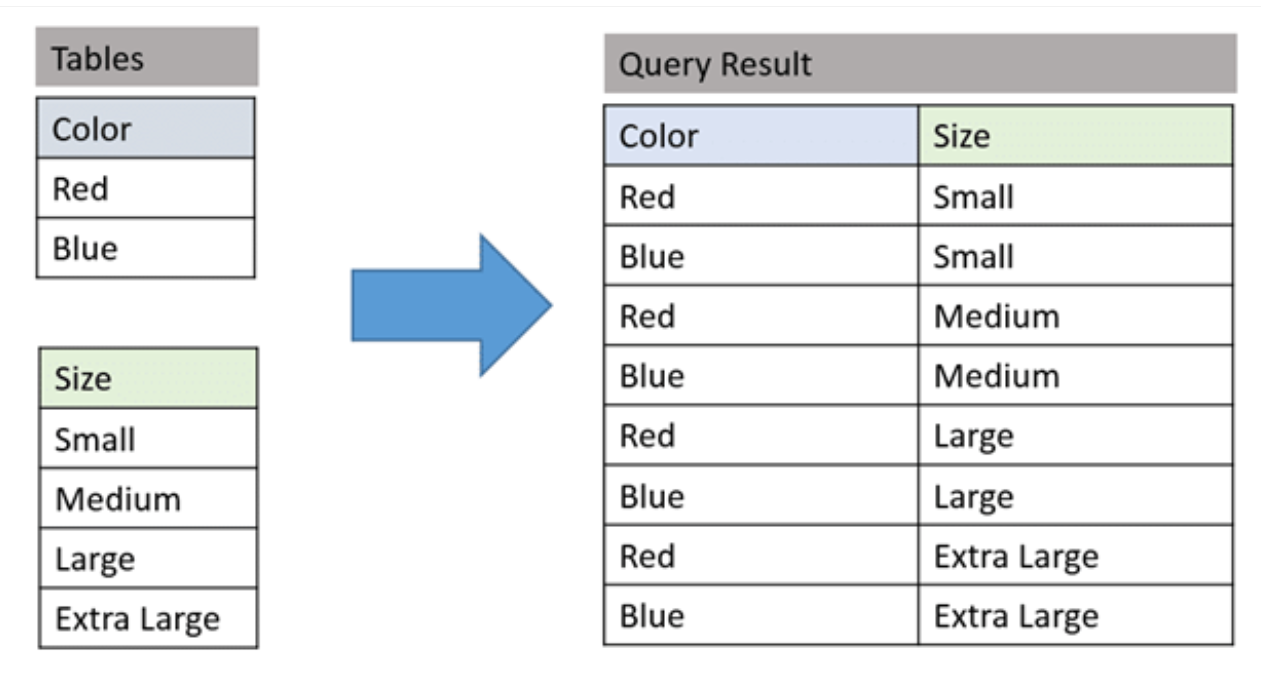 Tables
Color
Red
Blue
Size
Small
Medium
Large
Extra Large
Query Result
Color Size
Red Small
Blue Small
Red Medium
Blue Medium
Red Large
Blue Large
Red Extra Large
Blue Extra Large